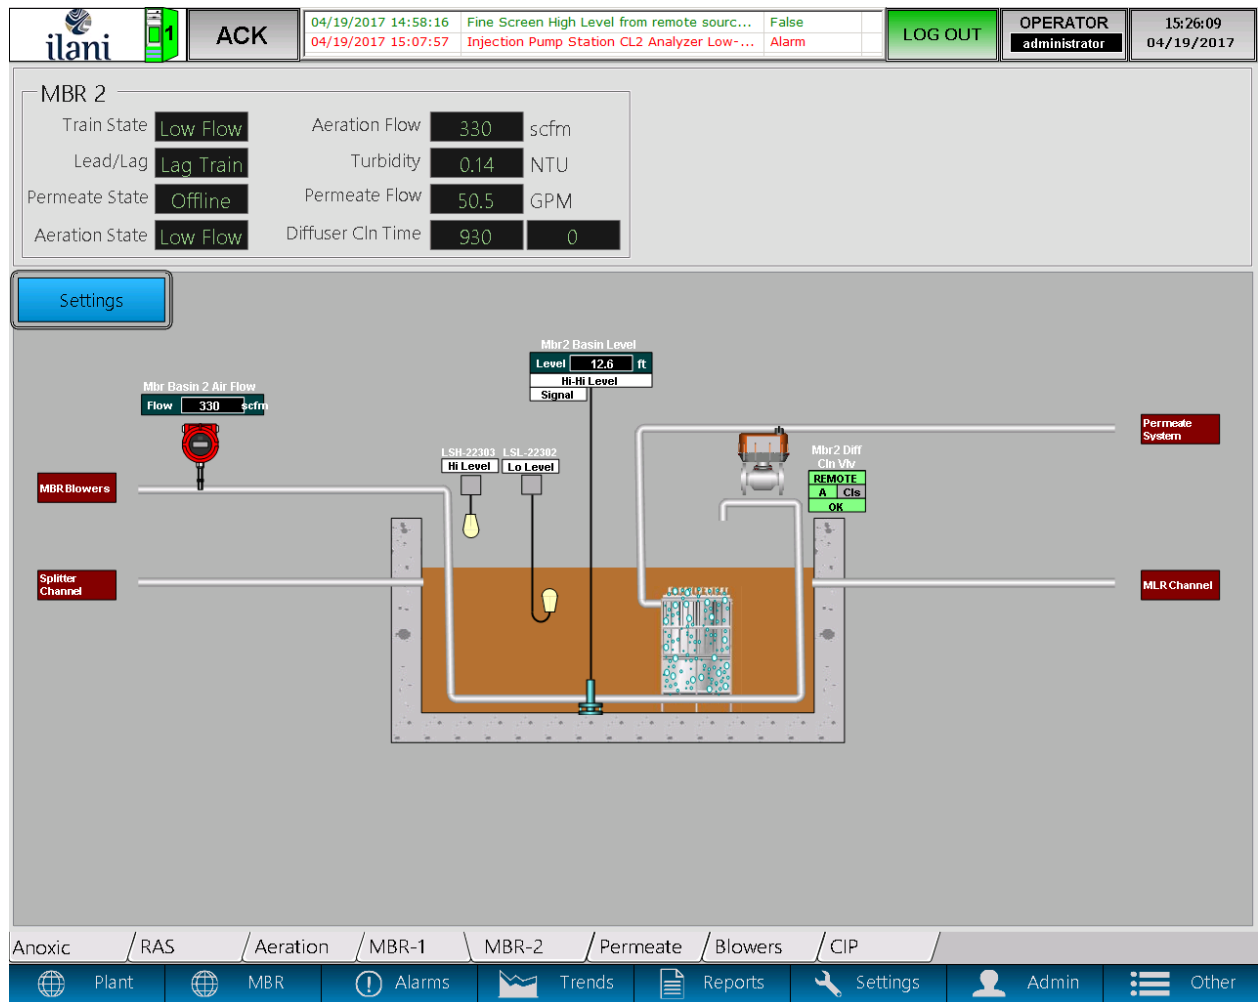 ilani
1
ACK
04/19/2017 14:58:16 Fine Screen High Level from remote sourc... False
04/19/2017 15:07:57 Injection Pump Station CL2 Analyzer Low-... Alarm
LOG OUT
OPERATOR
administrator
15:26:09
04/19/2017
MBR 2
Train State Low Flow Aeration Flow 330 scfm
Lead/Lag Lag Train Turbidity 0.14 NTU
Permeate State Offline Permeate Flow 50.5 GPM
Aeration State Low Flow Diffuser Cln Time 930 0
Settings
Mbr2 Basin Level
Level 12.6 ft
Hi-Hi Level
Signal
Mbr Basin 2 Air Flow
Flow 330 scfm
LSH-22303 LSL-22302
Hi Level Lo Level
Mbr2 Diff
Cln Vlv
REMOTE
A Cls
OK
Permeate
System
MBR Blowers
Splitter
Channel
MLR Channel
Anoxic RAS Aeration MBR-1 MBR-2 Permeate Blowers CIP
Plant MBR Alarms Trends Reports Settings Admin Other